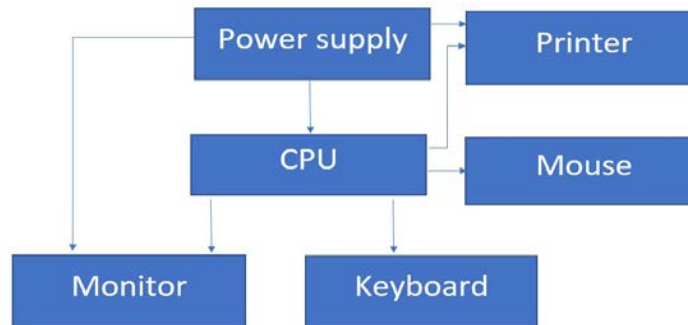 Power supply
Printer
CPU
Mouse
Monitor
Keyboard